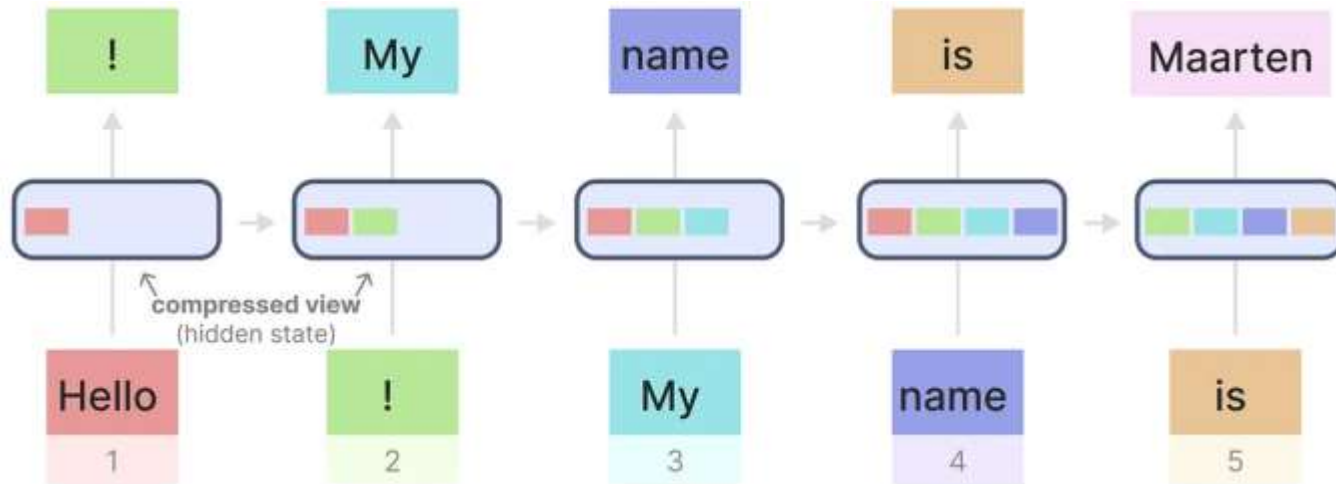 ! My name is Maarten
compressed view
(hidden state)
Hello ! My name is
1 2 3 4 5